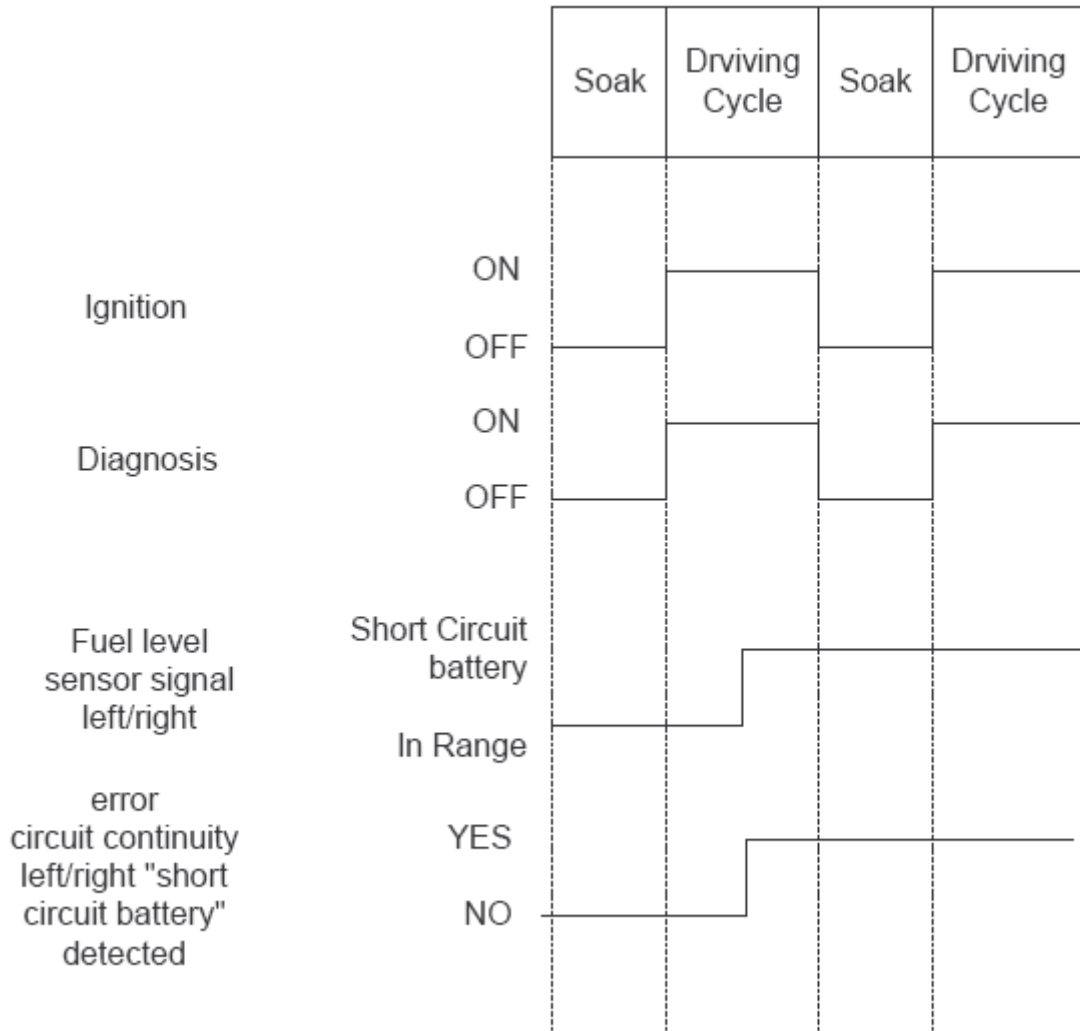 Soak
Drviving
Cycle
Soak
Drviving
Cycle
Ignition
ON
OFF
Diagnosis
ON
OFF
Fuel level
sensor signal
left/right
Short Circuit
battery
In Range
error
circuit continuity
left/right "short
circuit battery"
detected
YES
NO